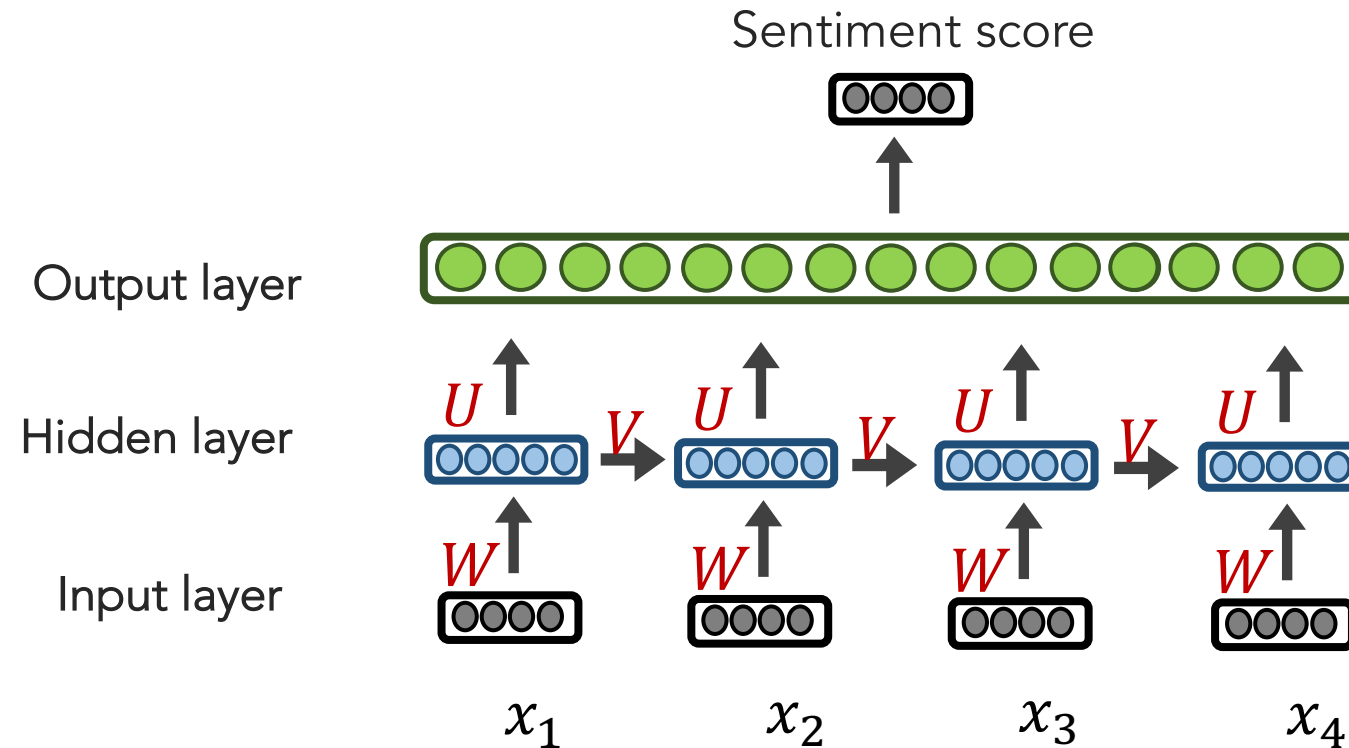 Sentiment score
Output layer
U U U U
Hidden layer
V V V
W W W W
Input layer
x₁ x₂ x₃ x₄